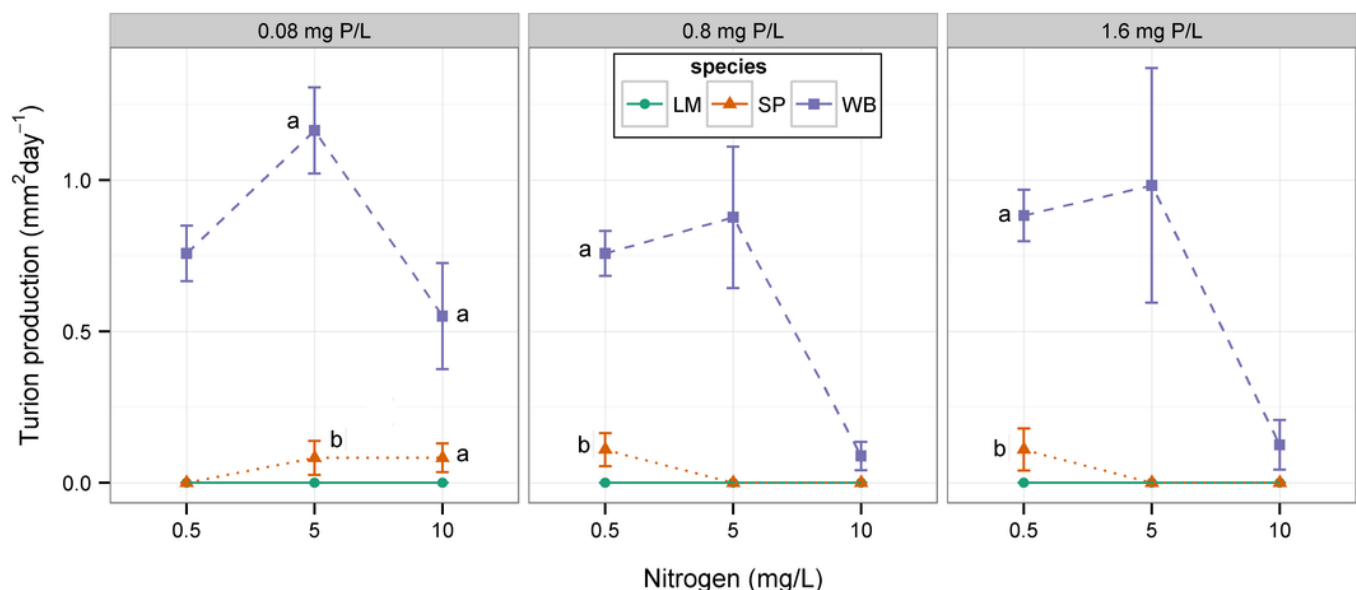 0.08 mg P/L
0.8 mg P/L
1.6 mg P/L
species
LM SP WB
Turion production (mm²day⁻¹)
1.0
0.5
0.0
a
a
b
a
a
b
a
b
0.5 5 10
0.5 5 10
0.5 5 10
Nitrogen (mg/L)